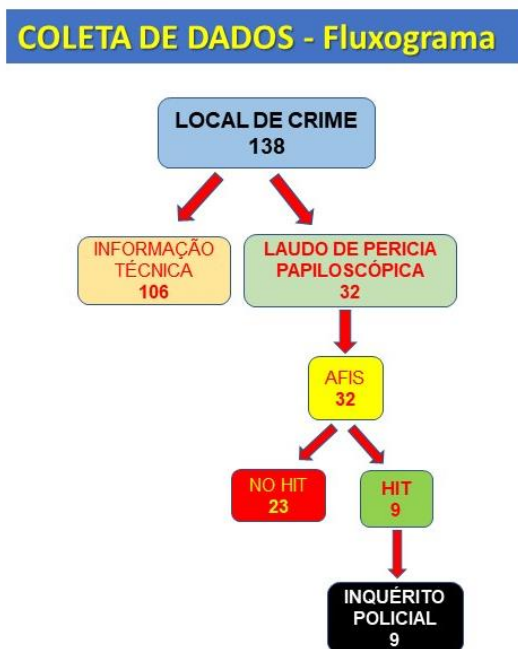 COLETA DE DADOS - Fluxograma
LOCAL DE CRIME
138
INFORMAÇÃO
TÉCNICA
106
LAUDO DE PERICIA
PAPILOSCÓPICA
32
AFIS
32
NO HIT
23
HIT
9
INQUÉRITO
POLICIAL
9